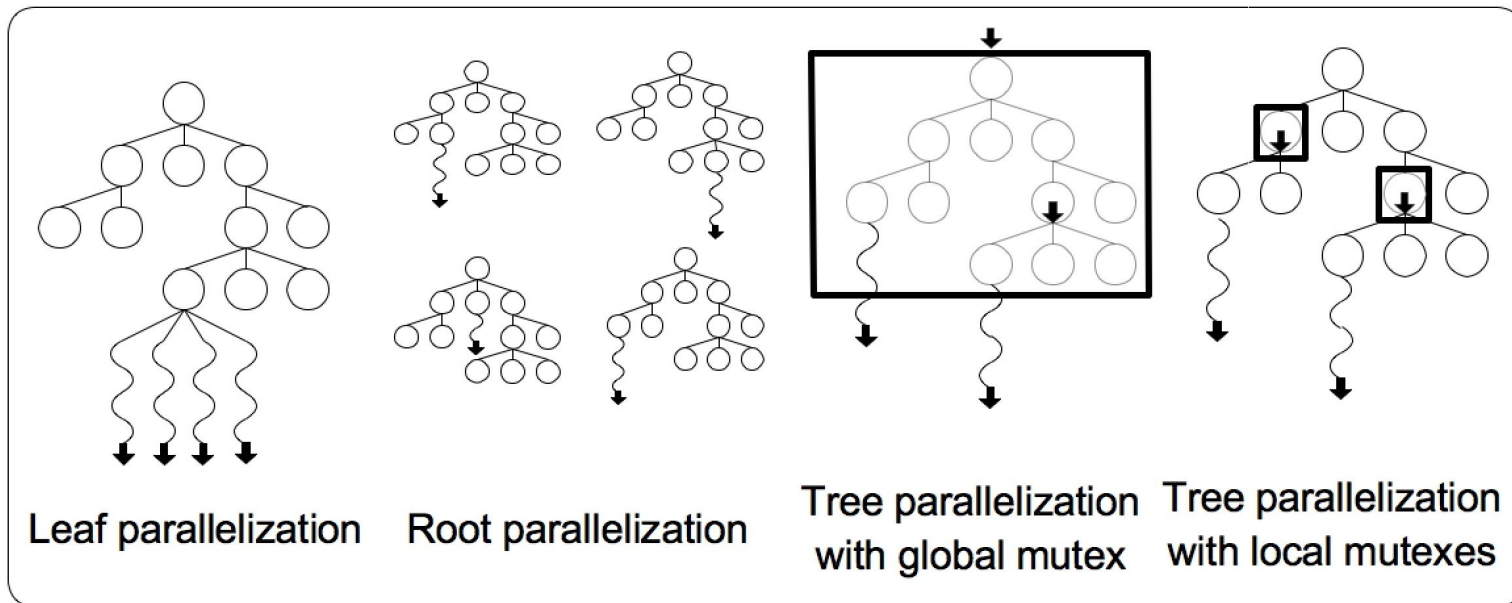 Leaf parallelization
Root parallelization
Tree parallelization
with global mutex
Tree parallelization
with local mutexes